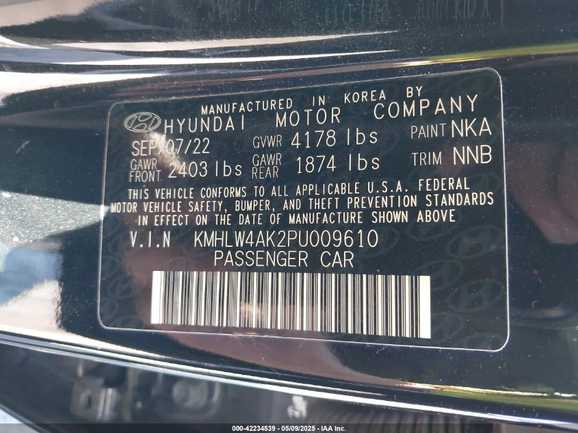 MANUFACTURED IN KOREA BY
HYUNDAI MOTOR COMPANY
SEP/07/22 GVWR 4178 lbs PAINT NKA
GAWR FRONT 2403 lbs GAWR REAR 1874 lbs TRIM NNB
THIS VEHICLE CONFORMS TO ALL APPLICABLE U.S.A. FEDERAL
MOTOR VEHICLE SAFETY, BUMPER, AND THEFT PREVENTION STANDARDS
IN EFFECT ON THE DATE OF MANUFACTURE SHOWN ABOVE
V.I.N KMHLW4AK2PU009610
PASSENGER CAR
000-42234539 - 05/09/2025 - IAAI.com